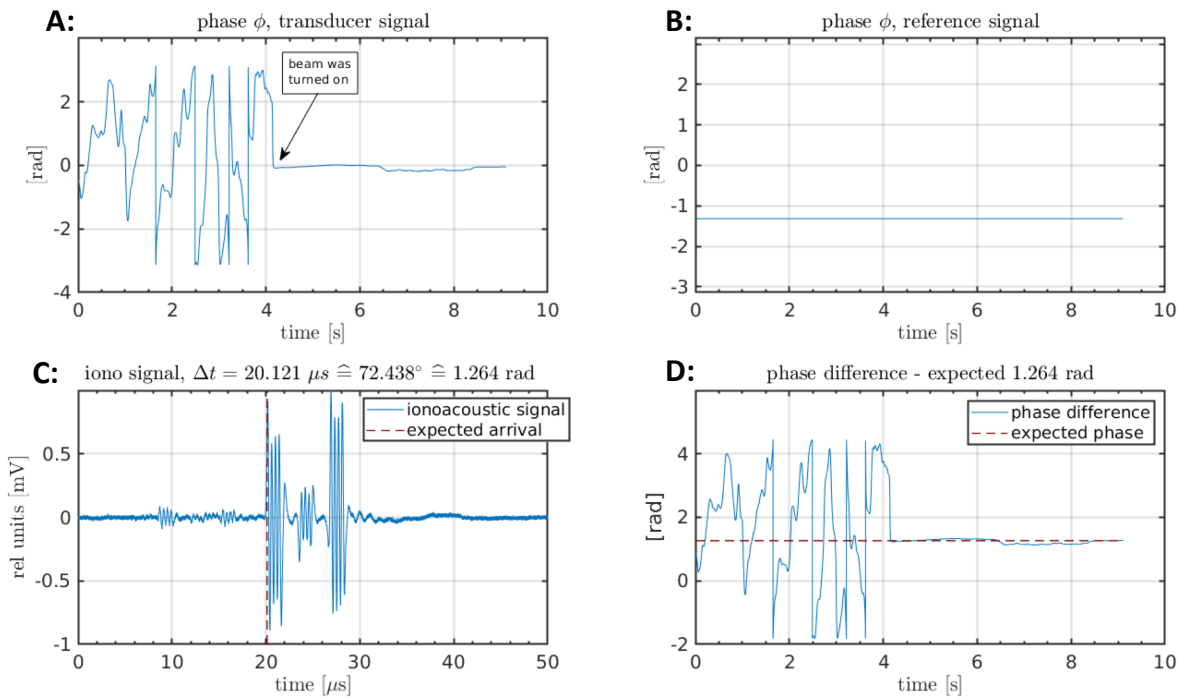 A:
phase ϕ, transducer signal
beam was
turned on
[rad]
2
0
-2
-4
0 2 4 6 8 10
time [s]
B:
phase ϕ, reference signal
[rad]
3
2
1
0
-1
-2
-3
0 2 4 6 8 10
time [s]
C:
iono signal, Δt = 20.121 μs ≙ 72.438° ≙ 1.264 rad
ionoacoustic signal
expected arrival
rel units [mV]
0.5
0
-0.5
-1
0 10 20 30 40 50
time [μs]
D:
phase difference - expected 1.264 rad
phase difference
expected phase
[rad]
4
2
0
-2
0 2 4 6 8 10
time [s]